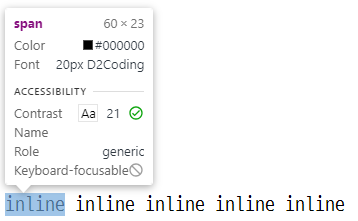 span 60 × 23
Color #000000
Font 20px D2Coding
ACCESSIBILITY
Contrast Aa 21
Name
Role generic
Keyboard-focusable
inline inline inline inline inline